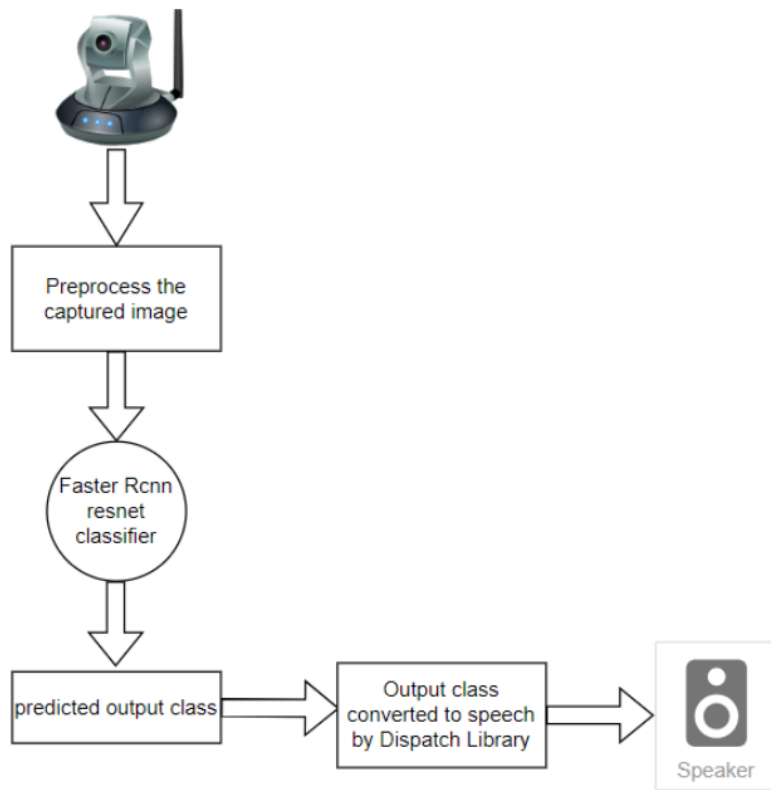 Preprocess the
captured image
Faster Rcnn
resnet
classifier
predicted output class
Output class
converted to speech
by Dispatch Library
Speaker